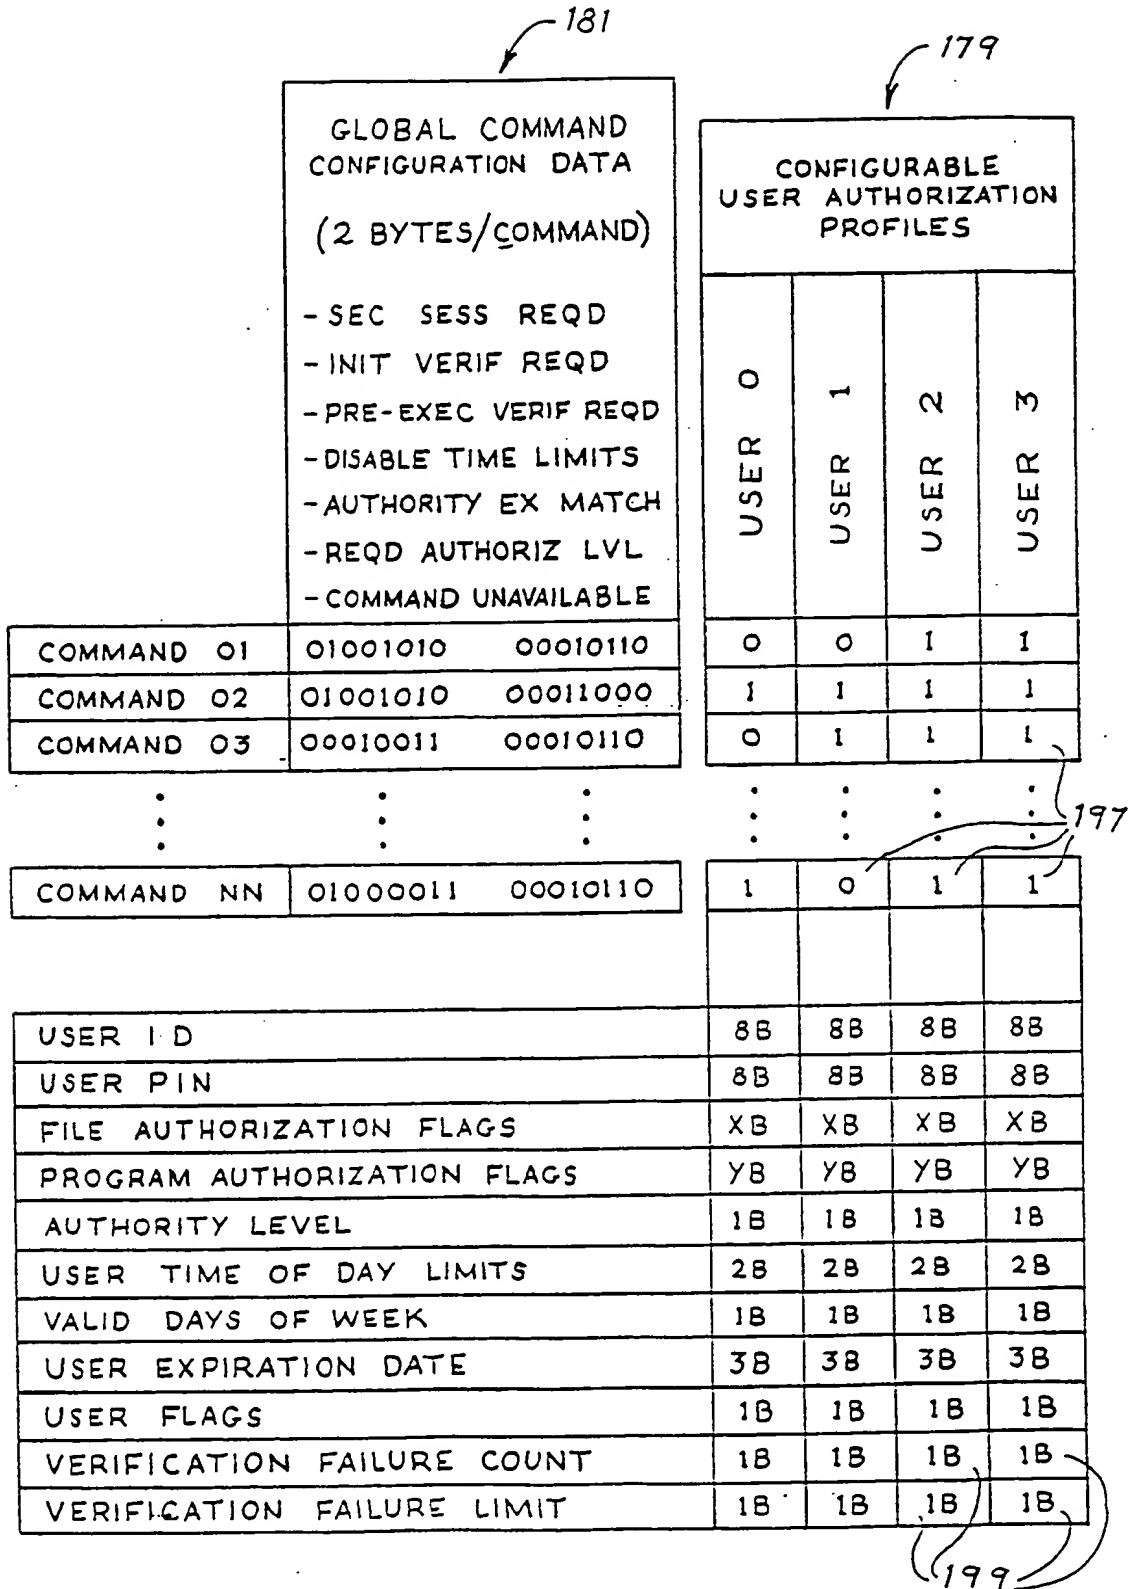 181
179
GLOBAL COMMAND
CONFIGURATION DATA
(2 BYTES/COMMAND)
- SEC SESS REQD
- INIT VERIF REQD
- PRE-EXEC VERIF REQD
- DISABLE TIME LIMITS
- AUTHORITY EX MATCH
- REQD AUTHORIZ LVL
- COMMAND UNAVAILABLE
CONFIGURABLE
USER AUTHORIZATION
PROFILES
USER 0
USER 1
USER 2
USER 3
COMMAND 01 01001010 00010110 0 0 1 1
COMMAND 02 01001010 00011000 1 1 1 1
COMMAND 03 00010011 00010110 0 1 1 1
197
COMMAND NN 01000011 00010110 1 0 1 1
USER ID 8B 8B 8B 8B
USER PIN 8B 8B 8B 8B
FILE AUTHORIZATION FLAGS XB XB XB XB
PROGRAM AUTHORIZATION FLAGS YB YB YB YB
AUTHORITY LEVEL 1B 1B 1B 1B
USER TIME OF DAY LIMITS 2B 2B 2B 2B
VALID DAYS OF WEEK 1B 1B 1B 1B
USER EXPIRATION DATE 3B 3B 3B 3B
USER FLAGS 1B 1B 1B 1B
VERIFICATION FAILURE COUNT 1B 1B 1B 1B
VERIFICATION FAILURE LIMIT 1B 1B 1B 1B
199